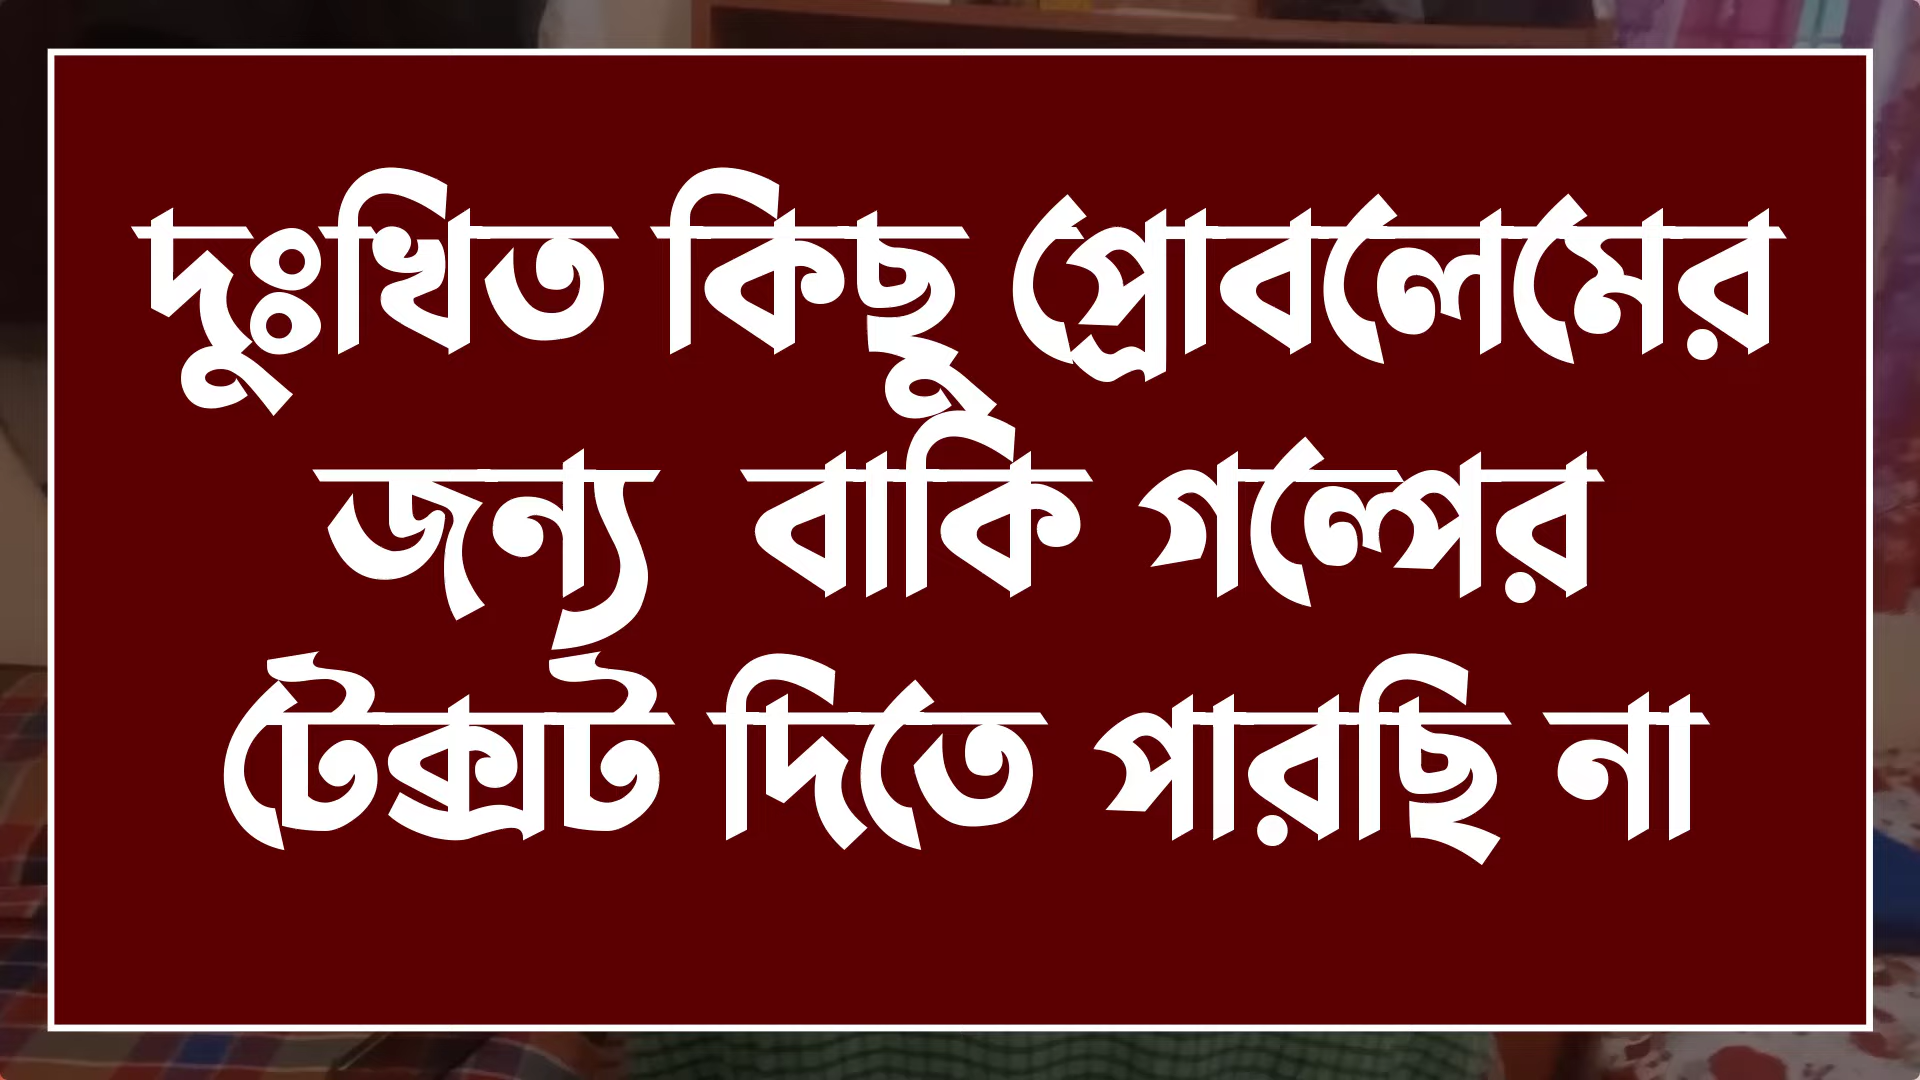 দুঃখিত কিছু প্রোবলেমের
জন্য বাকি গল্পের
টেক্সট দিতে পারছি না